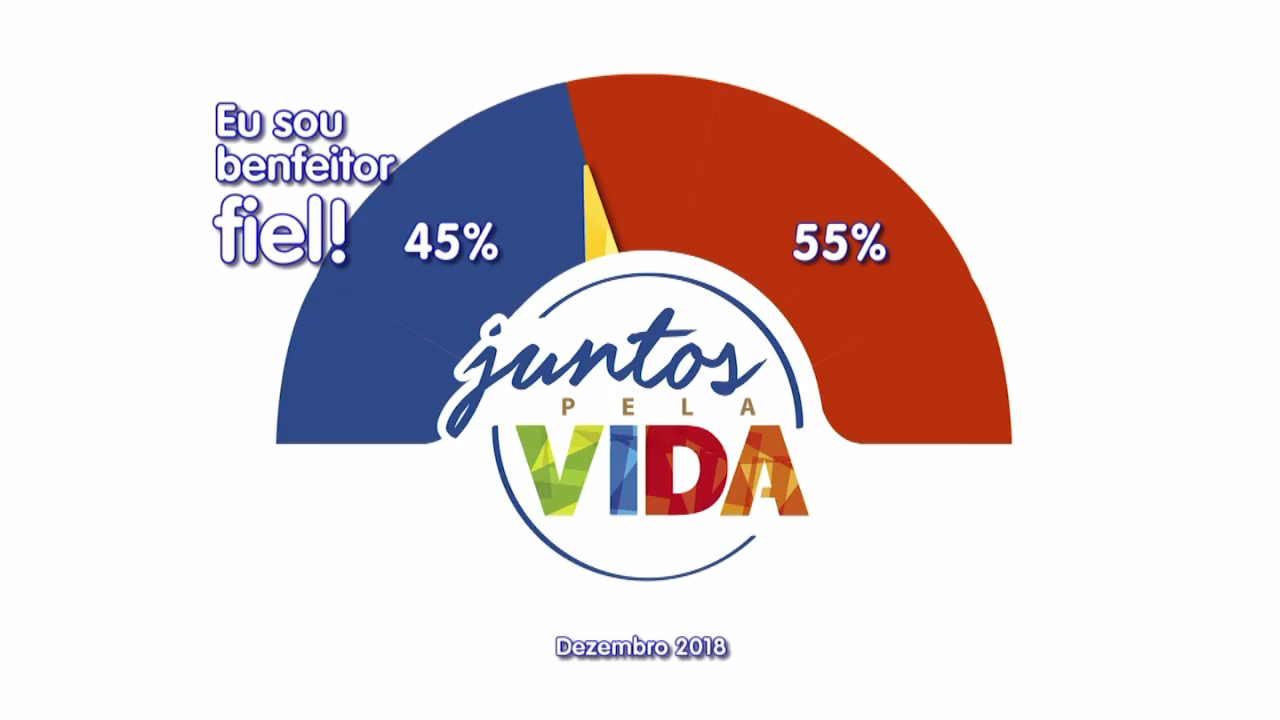 Eu sou
benfeitor
fiel!
45%
55%
juntos
PELA
VIDA
Dezembro 2018